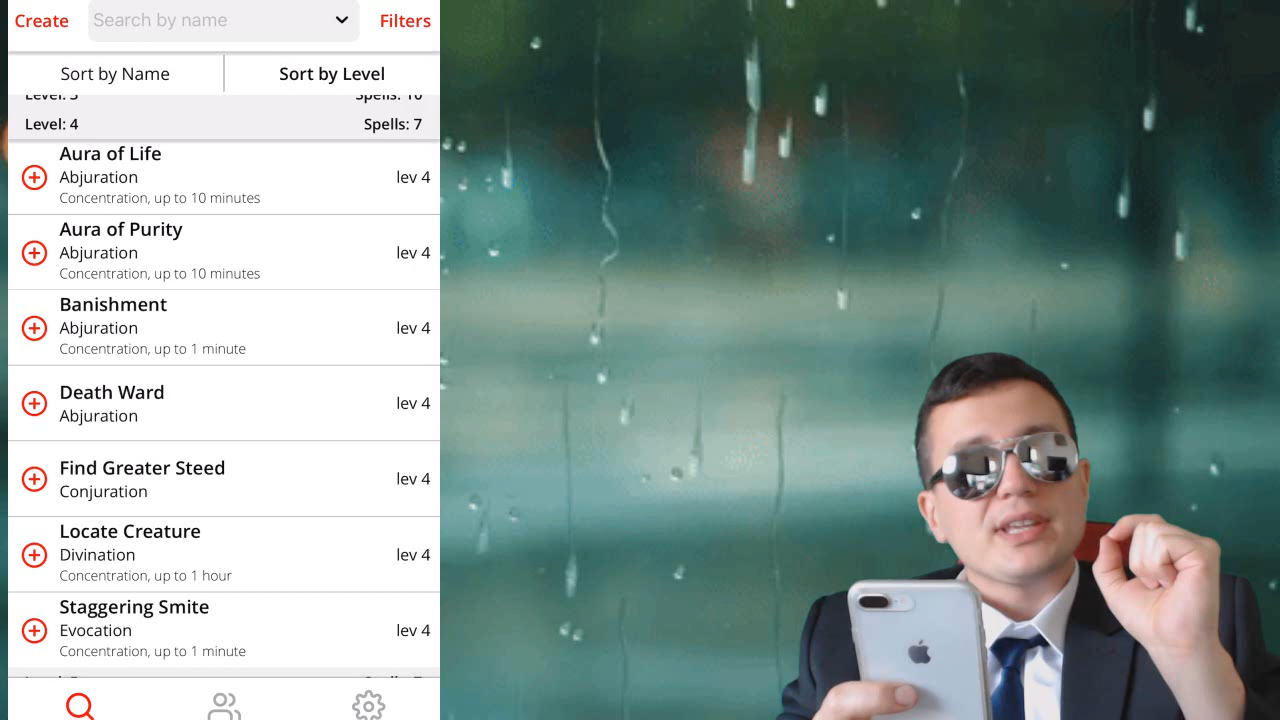 Create
Search by name
Filters
Sort by Name
Sort by Level
Level: 3
Spells: 10
Level: 4
Spells: 7
Aura of Life
Abjuration
lev 4
Concentration, up to 10 minutes
Aura of Purity
Abjuration
lev 4
Concentration, up to 10 minutes
Banishment
Abjuration
lev 4
Concentration, up to 1 minute
Death Ward
Abjuration
lev 4
Find Greater Steed
Conjuration
lev 4
Locate Creature
Divination
lev 4
Concentration, up to 1 hour
Staggering Smite
Evocation
lev 4
Concentration, up to 1 minute